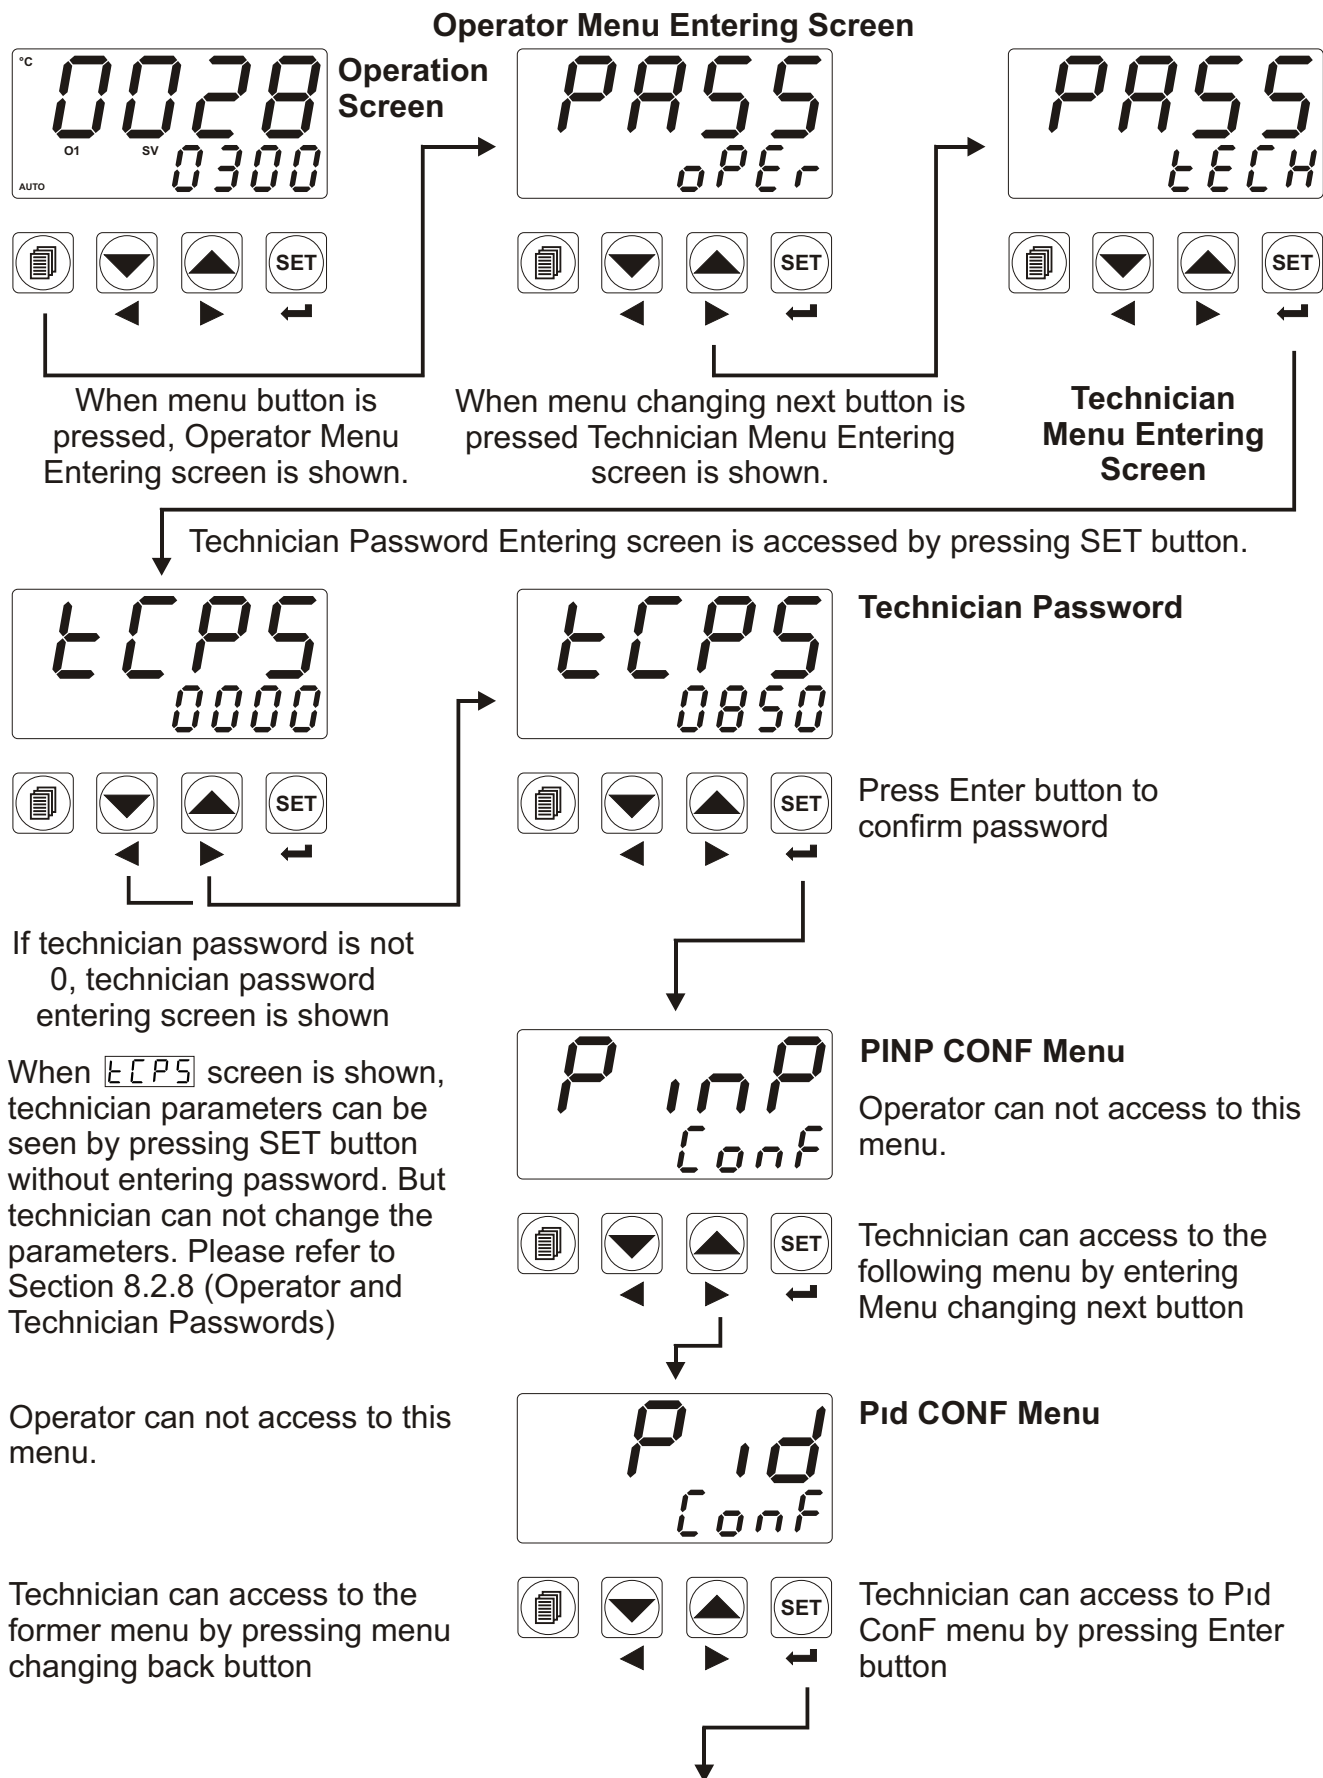 Operator Menu Entering Screen
°C
0028
O1
SV
0300
AUTO
Operation
Screen
PASS
oPEr
PASS
tECH
SET
SET
SET
When menu button is
pressed, Operator Menu
Entering screen is shown.
When menu changing next button is
pressed Technician Menu Entering
screen is shown.
Technician
Menu Entering
Screen
Technician Password Entering screen is accessed by pressing SET button.
tCPS
0000
tCPS
0850
Technician Password
SET
SET
Press Enter button to
confirm password
If technician password is not
0, technician password
entering screen is shown
When tCPS screen is shown,
technician parameters can be
seen by pressing SET button
without entering password. But
technician can not change the
parameters. Please refer to
Section 8.2.8 (Operator and
Technician Passwords)
PınP
ConF
PINP CONF Menu
Operator can not access to this
menu.
SET
Technician can access to the
following menu by entering
Menu changing next button
Operator can not access to this
menu.
Pıd
ConF
Pıd CONF Menu
Technician can access to the
former menu by pressing menu
changing back button
SET
Technician can access to Pıd
ConF menu by pressing Enter
button